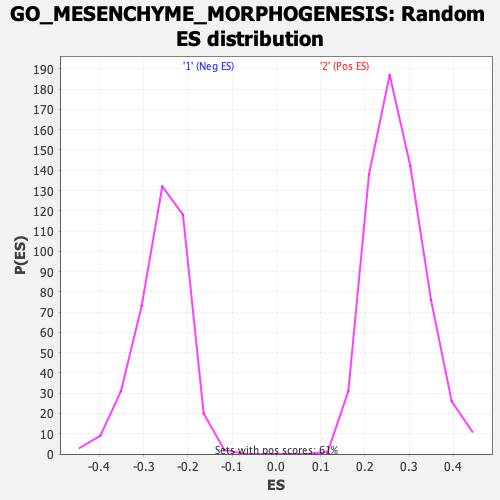 GO_MESENCHYME_MORPHOGENESIS: Random
ES distribution
'1' (Neg ES)
'2' (Pos ES)
190
180
170
160
150
140
130
120
110
100
90
80
70
60
50
40
30
20
10
0
P(ES)
Sets with pos scores: 61%
-0.4 -0.3 -0.2 -0.1 0.0 0.1 0.2 0.3 0.4
ES